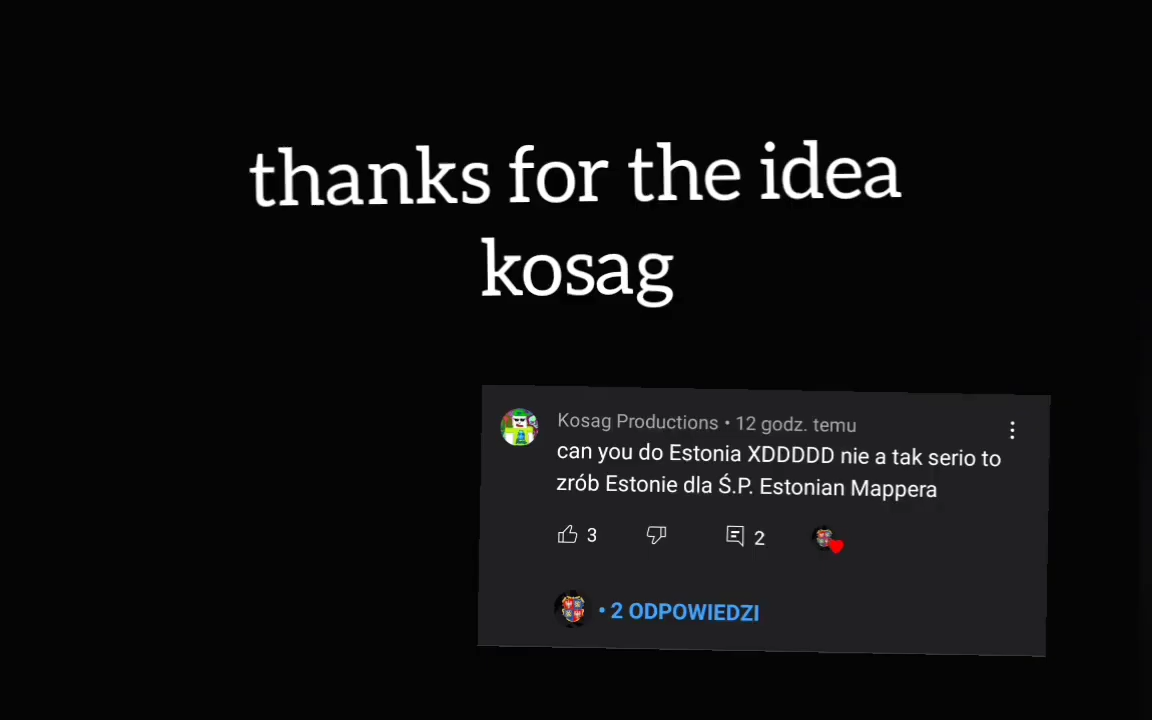 thanks for the idea
kosag
Kosag Productions • 12 godz. temu
can you do Estonia XDDDDD nie a tak serio to
zrób Estonie dla Ś.P. Estonian Mappera
3 2
• 2 ODPOWIEDZI